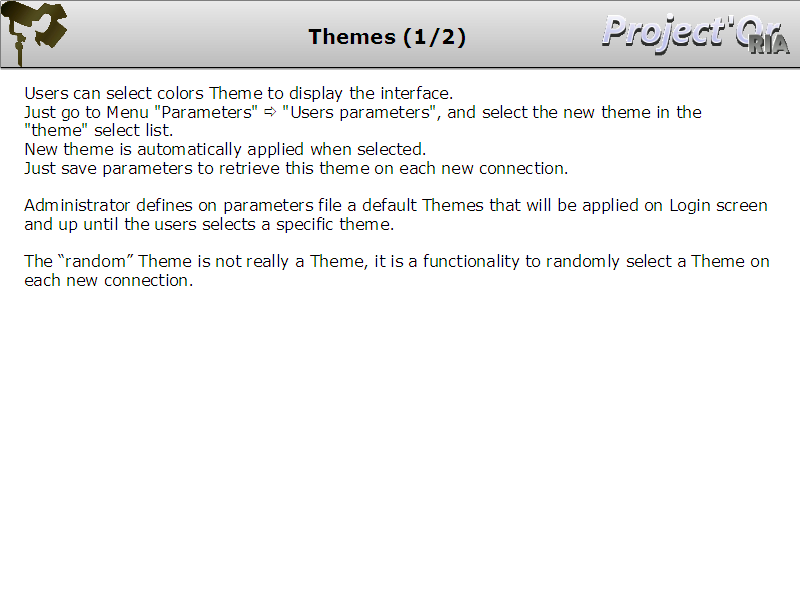 Themes (1/2)
Project'Or
RIA
Users can select colors Theme to display the interface.
Just go to Menu "Parameters" ⇨ "Users parameters", and select the new theme in the
"theme" select list.
New theme is automatically applied when selected.
Just save parameters to retrieve this theme on each new connection.
Administrator defines on parameters file a default Themes that will be applied on Login screen
and up until the users selects a specific theme.
The “random” Theme is not really a Theme, it is a functionality to randomly select a Theme on
each new connection.